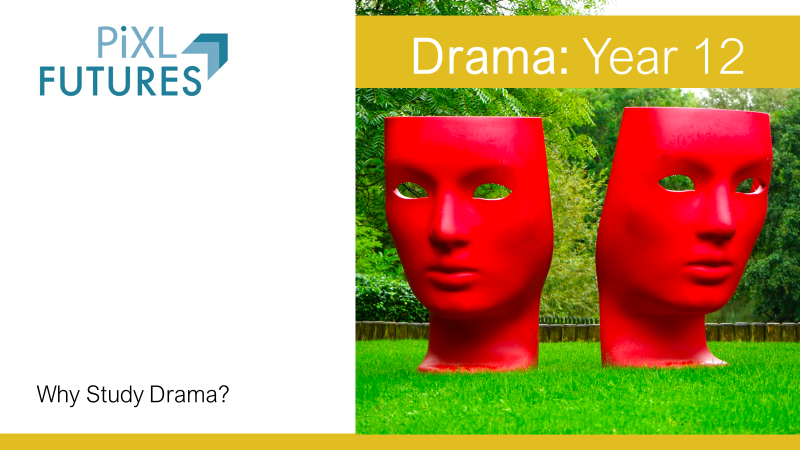 PiXL
FUTURES
Drama: Year 12
Why Study Drama?